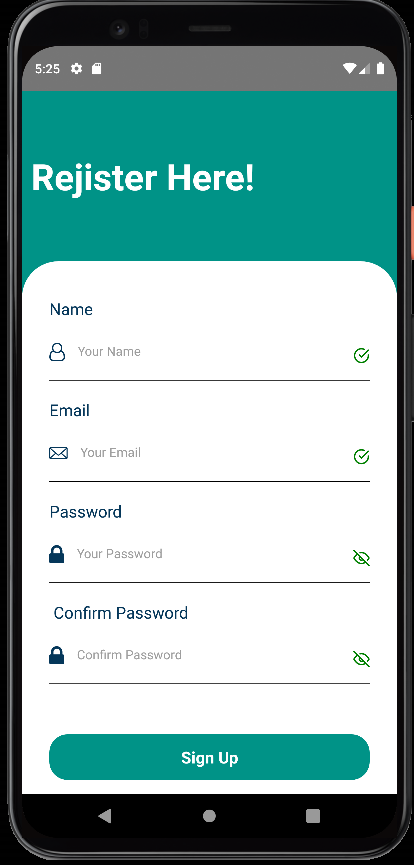 5:25
Rejister Here!
Name
Your Name
Email
Your Email
Password
Your Password
Confirm Password
Confirm Password
Sign Up